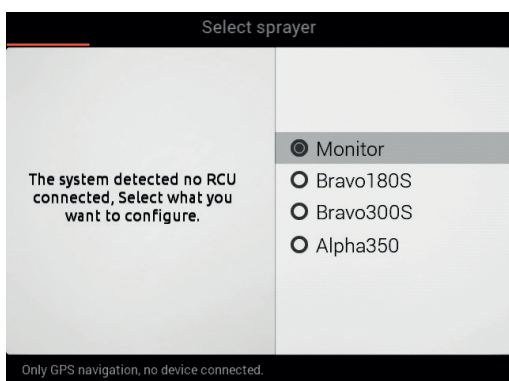 Select sprayer
The system detected no RCU
connected, Select what you
want to configure.
Monitor
Bravo180S
Bravo300S
Alpha350
Only GPS navigation, no device connected.